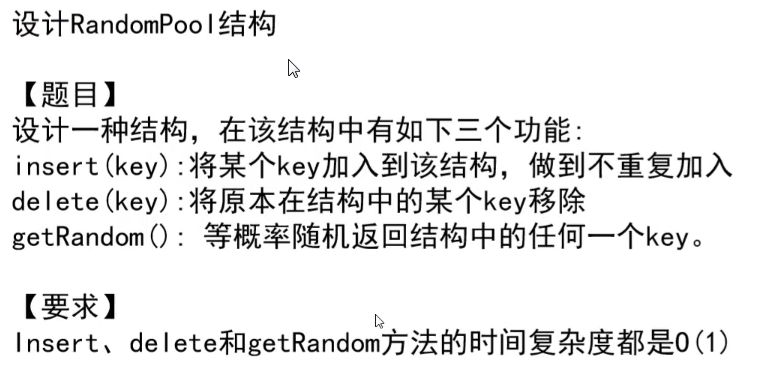 设计RandomPool结构
【题目】
设计一种结构，在该结构中有如下三个功能:
insert(key):将某个key加入到该结构，做到不重复加入
delete(key):将原本在结构中的某个key移除
getRandom(): 等概率随机返回结构中的任何一个key。
【要求】
Insert、delete和getRandom方法的时间复杂度都是O(1)